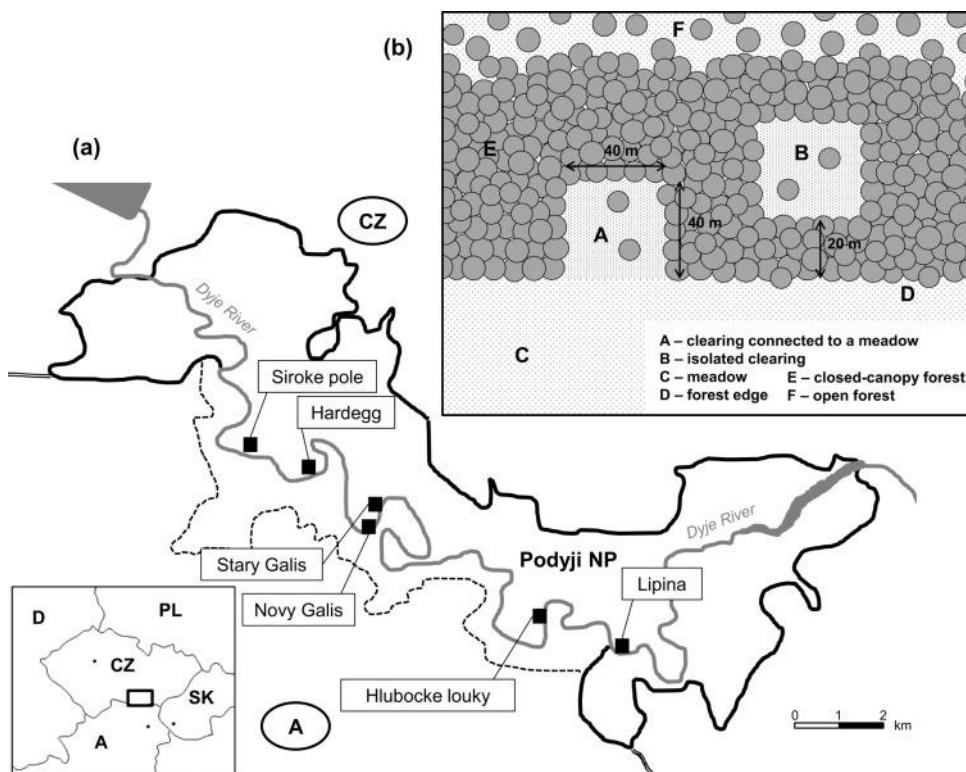 (a)
CZ
Dyje River
Siroke pole
Hardegg
Stary Galis
Novy Galis
Podyji NP
Lipina
Dyje River
Hlubocke louky
A
0 1 2
km
D
PL
CZ
SK
A
(b)
F
E
40 m
B
A
40 m
20 m
D
C
A – clearing connected to a meadow
B – isolated clearing
C – meadow E – closed-canopy forest
D – forest edge F – open forest